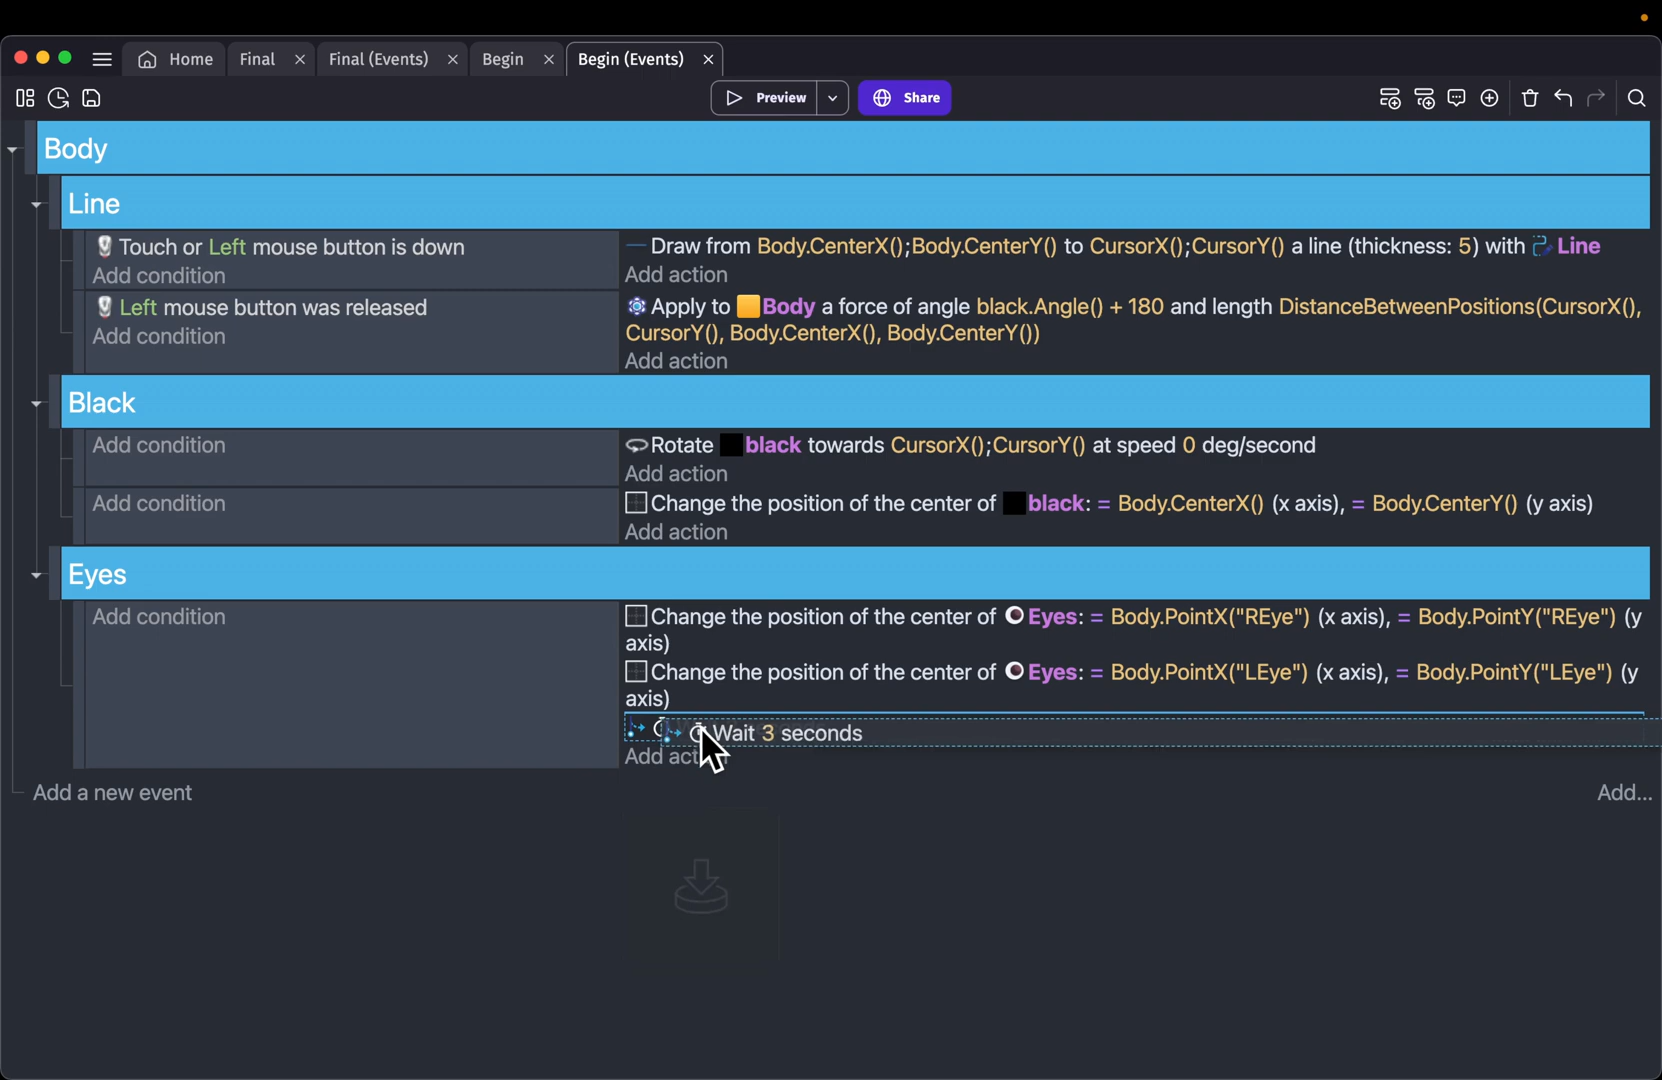 Home Final Final (Events) Begin Begin (Events)
Preview Share
Body
Line
Touch or Left mouse button is down
Add condition
Draw from Body.CenterX();Body.CenterY() to CursorX();CursorY() a line (thickness: 5) with Line
Add action
Left mouse button was released
Add condition
Apply to Body a force of angle black.Angle() + 180 and length DistanceBetweenPositions(CursorX(),
CursorY(), Body.CenterX(), Body.CenterY())
Add action
Black
Add condition
Rotate black towards CursorX();CursorY() at speed 0 deg/second
Add action
Add condition
Change the position of the center of black: = Body.CenterX() (x axis), = Body.CenterY() (y axis)
Add action
Eyes
Add condition
Change the position of the center of Eyes: = Body.PointX("REye") (x axis), = Body.PointY("REye") (y
axis)
Change the position of the center of Eyes: = Body.PointX("LEye") (x axis), = Body.PointY("LEye") (y
axis)
Wait 3 seconds
Add
Add a new event
Add...